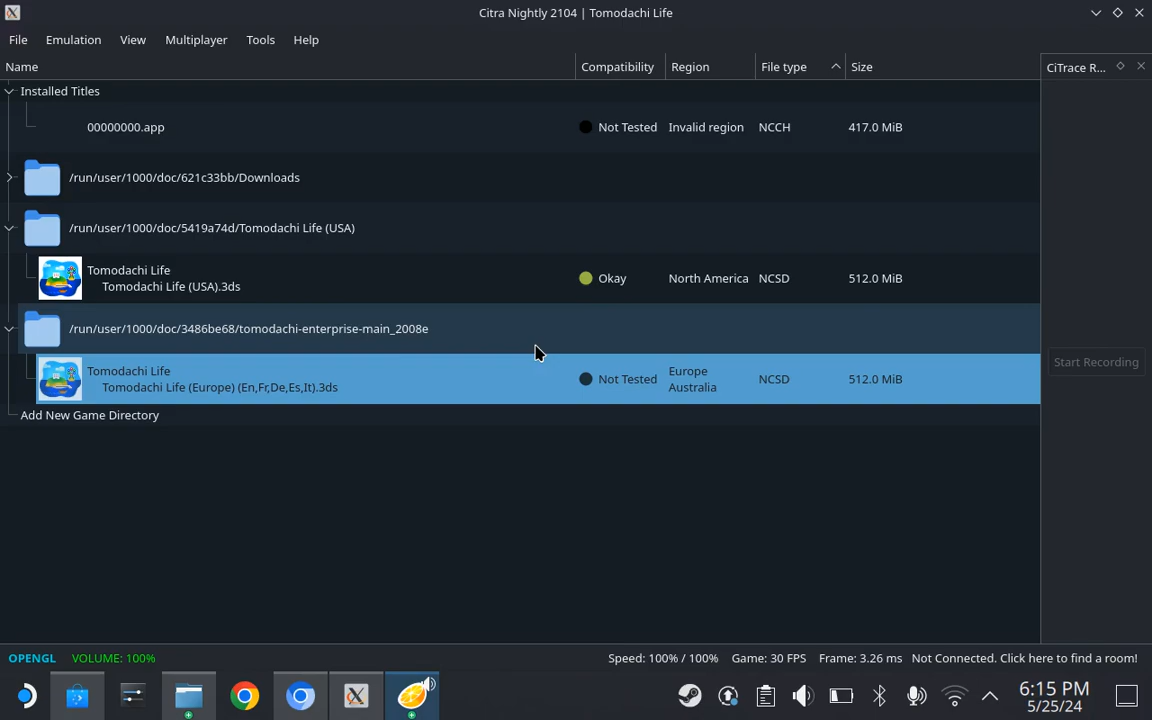 Citra Nightly 2104 | Tomodachi Life
File Emulation View Multiplayer Tools Help
Name Compatibility Region File type Size
CiTrace R...
Installed Titles
00000000.app Not Tested Invalid region NCCH 417.0 MiB
/run/user/1000/doc/621c33bb/Downloads
/run/user/1000/doc/5419a74d/Tomodachi Life (USA)
Tomodachi Life
Tomodachi Life (USA).3ds Okay North America NCSD 512.0 MiB
/run/user/1000/doc/3486be68/tomodachi-enterprise-main_2008e
Start Recording
Tomodachi Life
Tomodachi Life (Europe) (En,Fr,De,Es,It).3ds Not Tested Europe
Australia NCSD 512.0 MiB
Add New Game Directory
OPENGL VOLUME: 100% Speed: 100% / 100% Game: 30 FPS Frame: 3.26 ms Not Connected. Click here to find a room!
6:15 PM
5/25/24